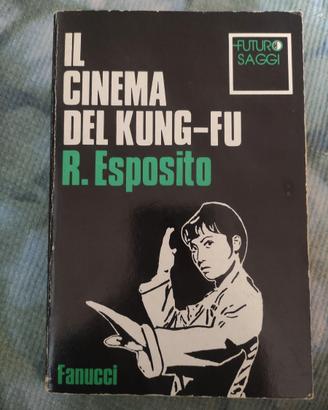 IL
CINEMA
DEL KUNG-FU
R. Esposito
FUTURO
SAGGI
Fanucci